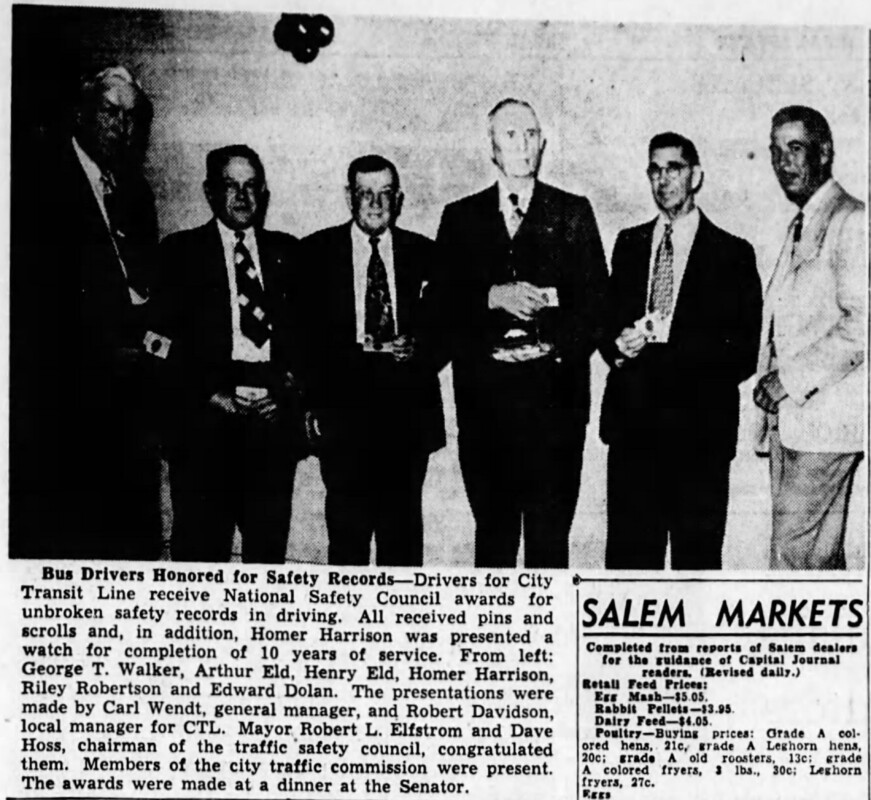 Bus Drivers Honored for Safety Records—Drivers for City
Transit Line receive National Safety Council awards for
unbroken safety records in driving. All received pins and
scrolls and, in addition, Homer Harrison was presented a
watch for completion of 10 years of service. From left:
George T. Walker, Arthur Eld, Henry Eld, Homer Harrison,
Riley Robertson and Edward Dolan. The presentations were
made by Carl Wendt, general manager, and Robert Davidson,
local manager for CTL. Mayor Robert L. Elfstrom and Dave
Hoss, chairman of the traffic safety council, congratulated
them. Members of the city traffic commission were present.
The awards were made at a dinner at the Senator.
SALEM MARKETS
Completed from reports of Salem dealers
for the guidance of Capital Journal
readers. (Revised daily.)
Retail Feed Prices:
Egg Mash—$5.05.
Rabbit Pellets—$3.95.
Dairy Feed—$4.05.
Poultry—Buying prices: Grade A col-
ored hens, 21c, grade A Leghorn hens,
20c; grade A old roosters, 13c; grade
A colored fryers, 3 lbs., 30c; Leghorn
fryers, 27c.
Eggs